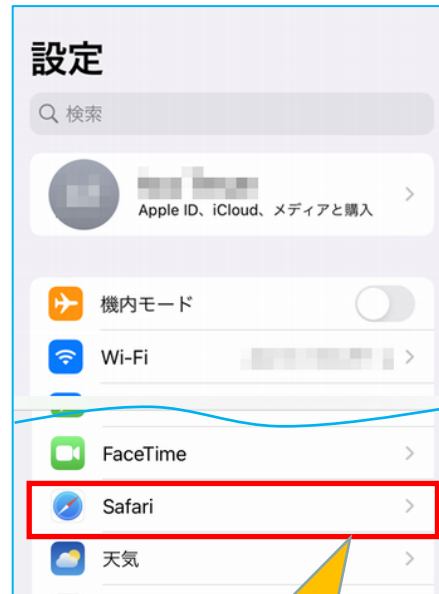 設定
検索
Apple ID、iCloud、メディアと購入
機内モード
Wi-Fi
FaceTime
Safari
天気